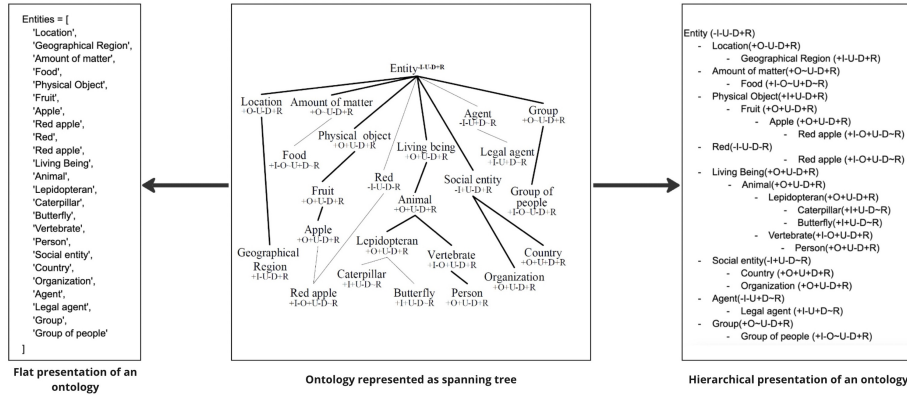 Entities = [
'Location',
'Geographical Region',
'Amount of matter',
'Food',
'Physical Object',
'Fruit',
'Apple',
'Red apple',
'Red',
'Red apple',
'Living Being',
'Animal',
'Lepidopteran',
'Caterpillar',
'Butterfly',
'Vertebrate',
'Person',
'Social entity',
'Country',
'Organization',
'Agent',
'Legal agent',
'Group',
'Group of people'
]
Flat presentation of an
ontology
Entity-I-U-D+R
Location
+O-U-D+R
Amount of matter
+O~U-D+R
Agent
-I-U+D~R
Group
+O~U-D+R
Physical object
+O+U-D+R
Living being
+O+U-D+R
Legal agent
+I-U+D~R
Food
+I-O~U+D~R
Red
-I-U-D-R
Social entity
-I+U-D~R
Fruit
+O+U-D+R
Animal
+O+U-D+R
Group of
people
+I-O~U-D+R
Apple
+O+U-D+R
Lepidopteran
+O+U-D+R
Vertebrate
+I-O+U-D+R
Country
+O+U-D+R
Geographical
Region
+I-U-D+R
Caterpillar
+I+U-D~R
Organization
+O+U-D+R
Red apple
+I-O+U-D~R
Butterfly
+I+U-D~R
Person
+O+U-D+R
Ontology represented as spanning tree
Entity (-I-U-D+R)
- Location(+O-U-D+R)
- Geographical Region (+I-U-D+R)
- Amount of matter(+O~U-D+R)
- Food (+I-O~U+D~R)
- Physical Object(+I+U-D+R)
- Fruit (+O+U-D+R)
- Apple (+O+U-D+R)
- Red apple (+I-O+U-D~R)
- Red(-I-U-D-R)
- Red apple (+I-O+U-D~R)
- Living Being(+O+U-D+R)
- Animal(+O+U-D+R)
- Lepidopteran(+O+U-D+R)
- Caterpillar(+I+U-D~R)
- Butterfly(+I+U-D~R)
- Vertebrate(+I-O+U-D+R)
- Person(+O+U-D+R)
- Social entity(-I+U-D~R)
- Country (+O+U+D+R)
- Organization (+O+U-D+R)
- Agent(-I-U+D~R)
- Legal agent (+I-U+D~R)
- Group(+O~U-D+R)
- Group of people (+I-O~U-D+R)
Hierarchical presentation of an ontology